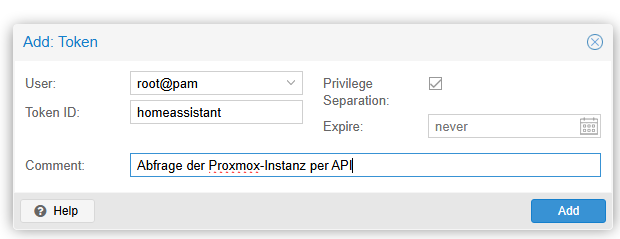 Add: Token
User: root@pam
Privilege Separation:
Token ID: homeassistant
Expire: never
Comment: Abfrage der Proxmox-Instanz per API
Help
Add